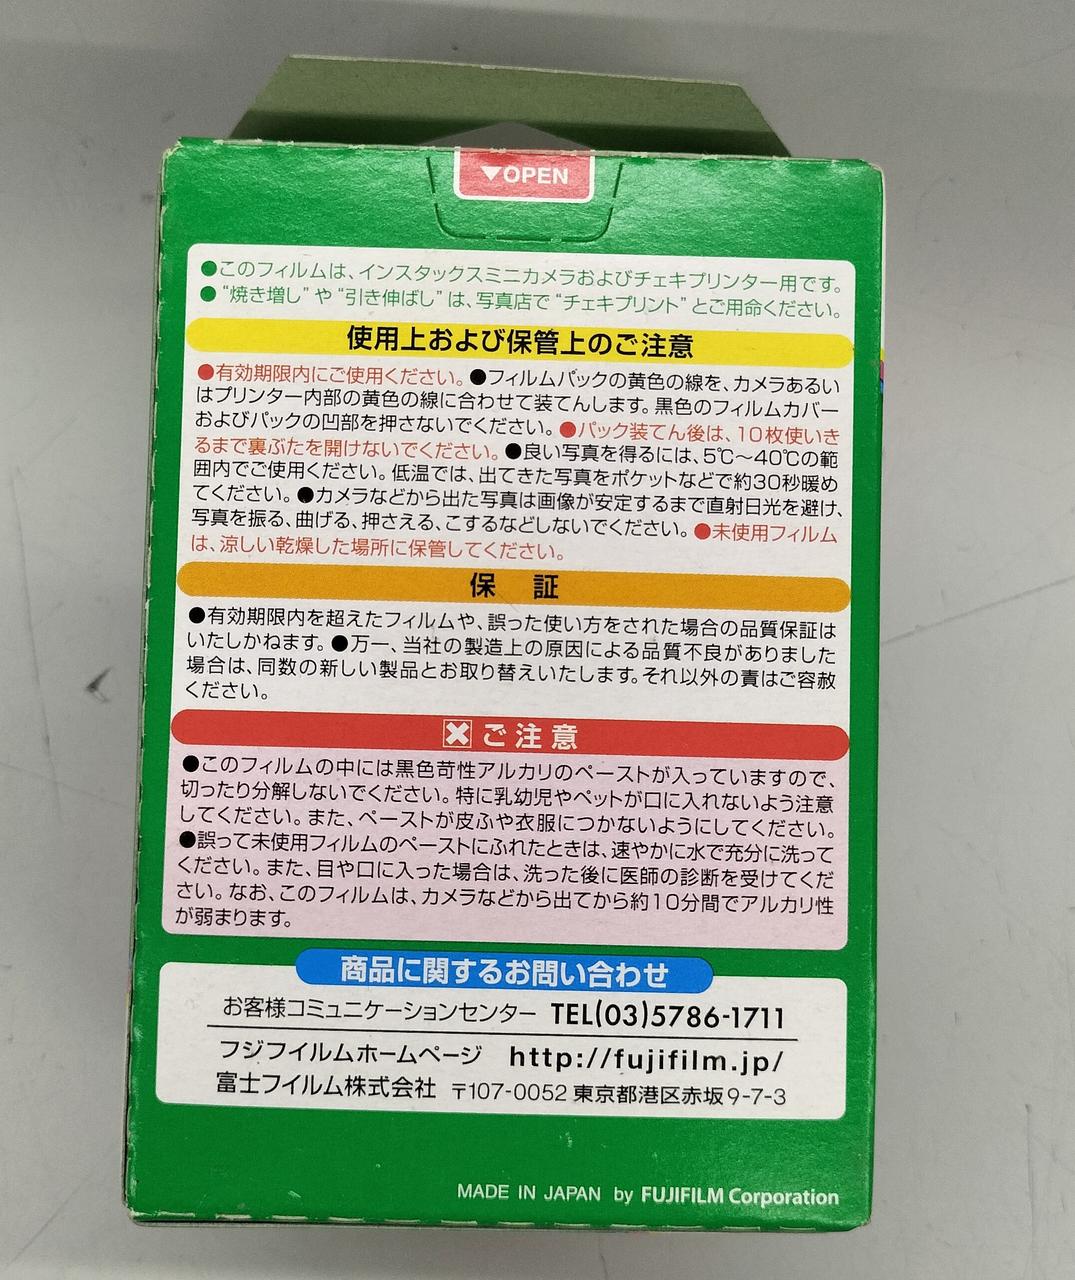 ▼OPEN
●このフィルムは、インスタックスミニカメラおよびチェキプリンター用です。
●“焼き増し”や“引き伸ばし”は、写真店で“チェキプリント”とご用命ください。
使用上および保管上のご注意
●有効期限内にご使用ください。●フィルムパックの黄色の線を、カメラあるい
はプリンター内部の黄色の線に合わせて装てんします。黒色のフィルムカバー
およびパックの凹部を押さないでください。●パック装てん後は、10枚使いき
るまで裏ぶたを開けないでください。●良い写真を得るには、5℃〜40℃の範
囲内でご使用ください。低温では、出てきた写真をポケットなどで約30秒暖め
てください。●カメラなどから出た写真は画像が安定するまで直射日光を避け、
写真を振る、曲げる、押さえる、こするなどしないでください。●未使用フィルム
は、涼しい乾燥した場所に保管してください。
保 証
●有効期限内を超えたフィルムや、誤った使い方をされた場合の品質保証は
いたしかねます。●万一、当社の製造上の原因による品質不良がありました
場合は、同数の新しい製品とお取り替えいたします。それ以外の責はご容赦
ください。
ご注意
●このフィルムの中には黒色苛性アルカリのペーストが入っていますので、
切ったり分解しないでください。特に乳幼児やペットが口に入れないよう注意
してください。また、ペーストが皮ふや衣服につかないようにしてください。
●誤って未使用フィルムのペーストにふれたときは、速やかに水で充分に洗って
ください。また、目や口に入った場合は、洗った後に医師の診断を受けてくだ
さい。なお、このフィルムは、カメラなどから出てから約10分間でアルカリ性
が弱まります。
商品に関するお問い合わせ
お客様コミュニケーションセンター TEL(03)5786-1711
フジフイルムホームページ http://fujifilm.jp/
富士フイルム株式会社 〒107-0052 東京都港区赤坂9-7-3
MADE IN JAPAN by FUJIFILM Corporation